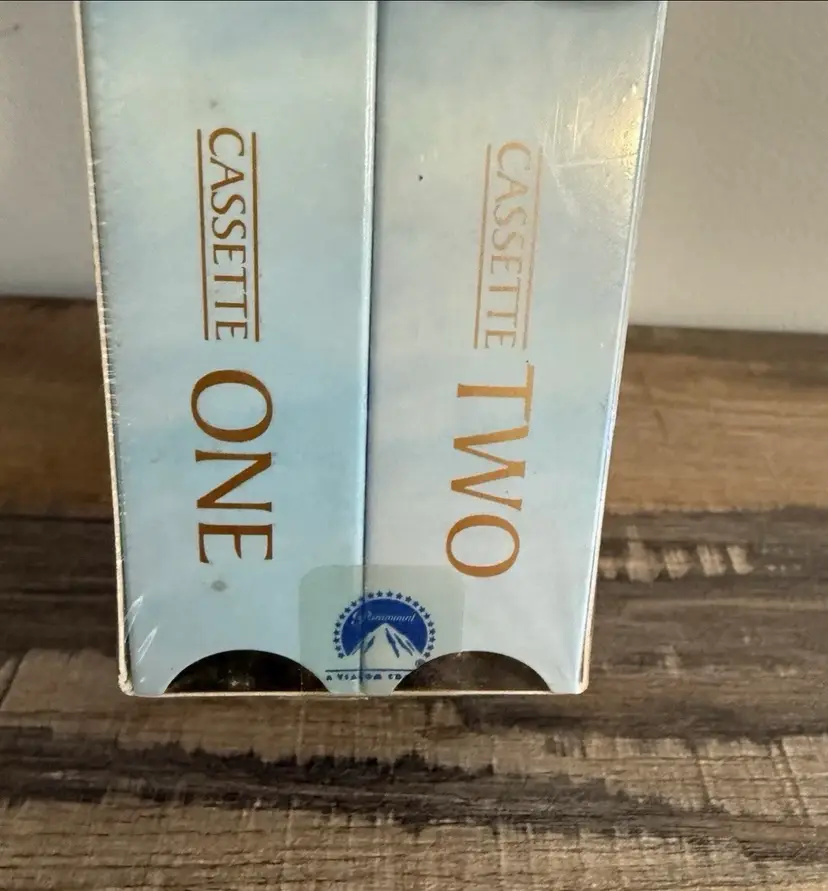 CASSETTE ONE
CASSETTE TWO
Paramount
®